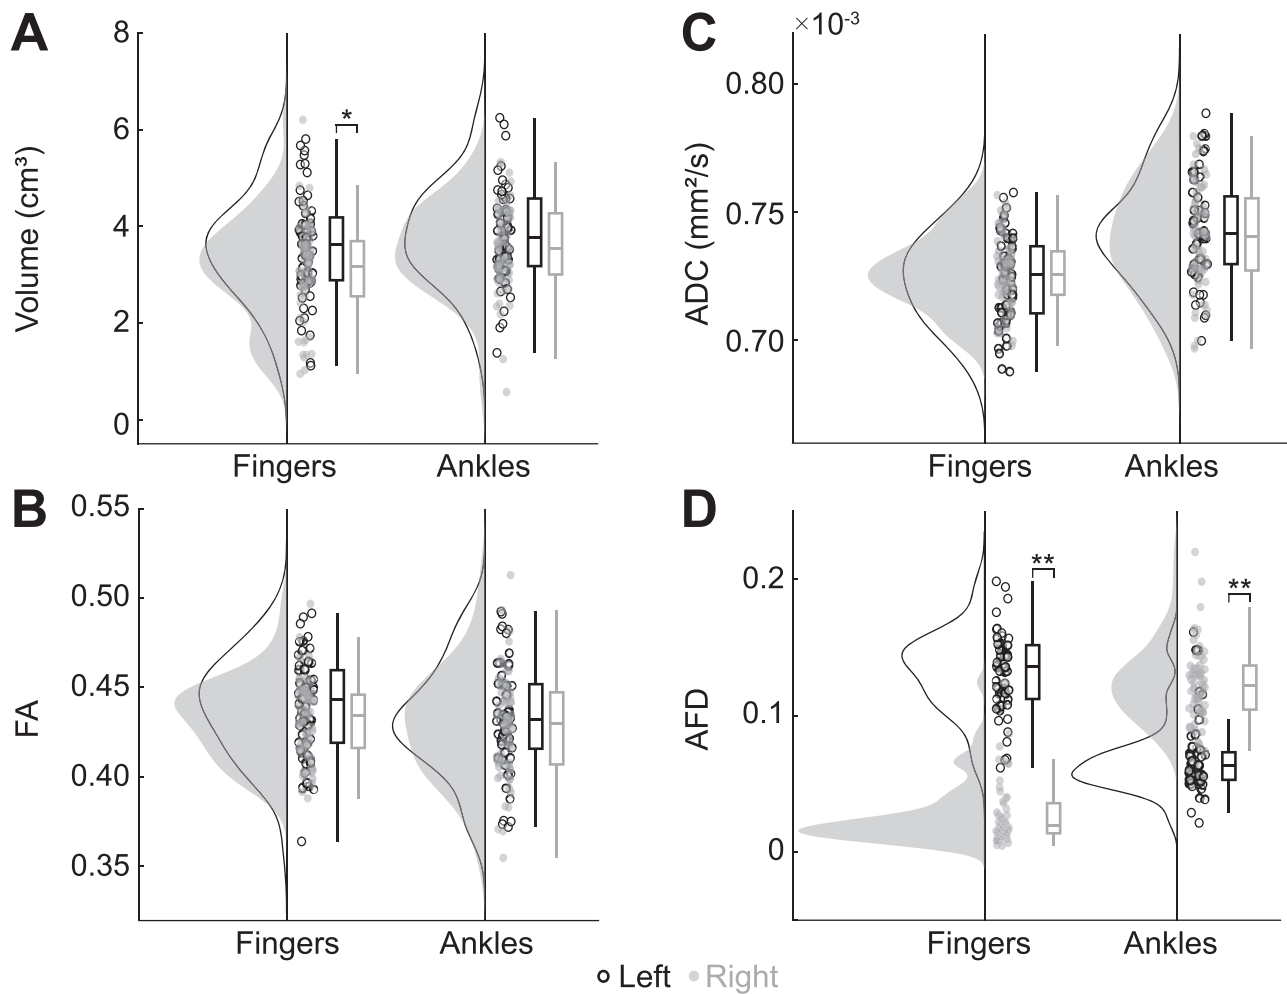 A
8
6
4
2
0
Volume (cm³)
*
Fingers Ankles
C
×10-3
0.80
0.75
0.70
ADC (mm²/s)
Fingers Ankles
B
0.55
0.50
0.45
0.40
0.35
FA
Fingers Ankles
D
0.2
0.1
0
AFD
**
**
Fingers Ankles
Left Right